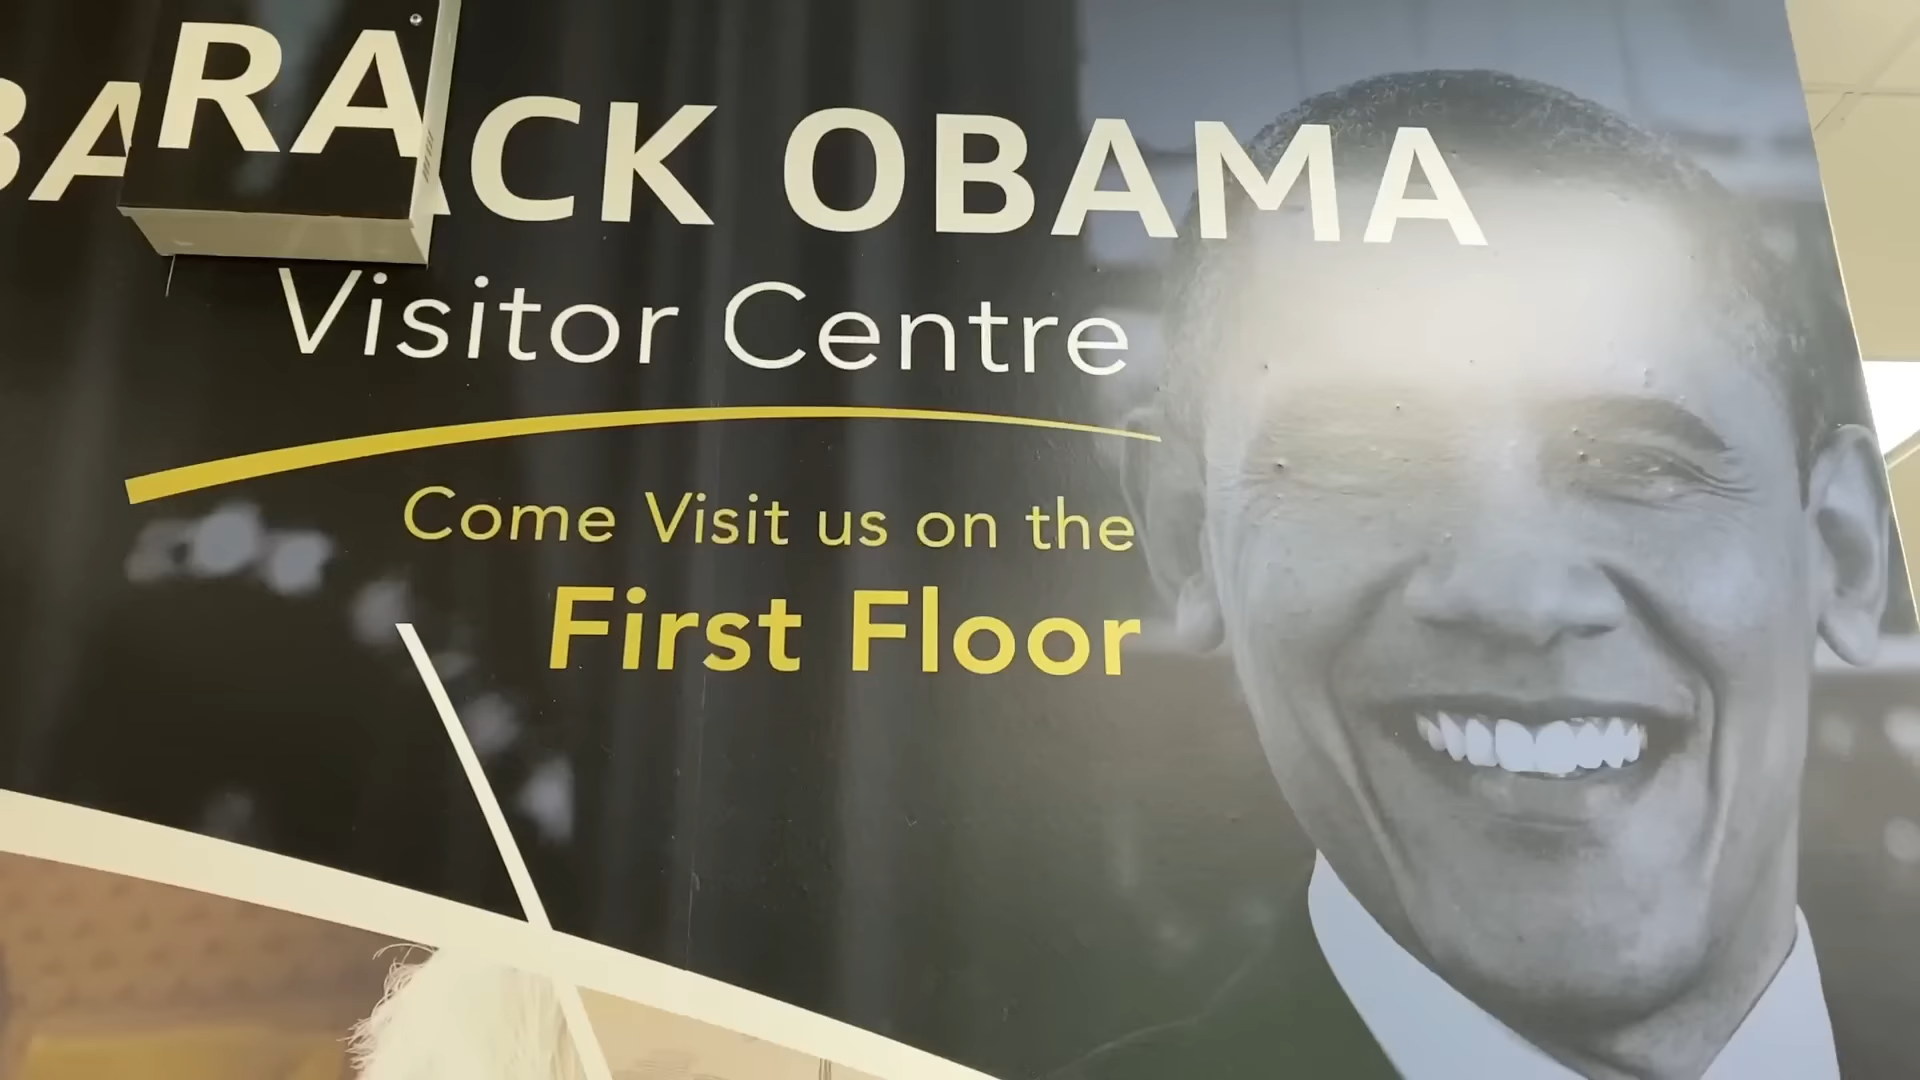 BARACK OBAMA
Visitor Centre
Come Visit us on the
First Floor